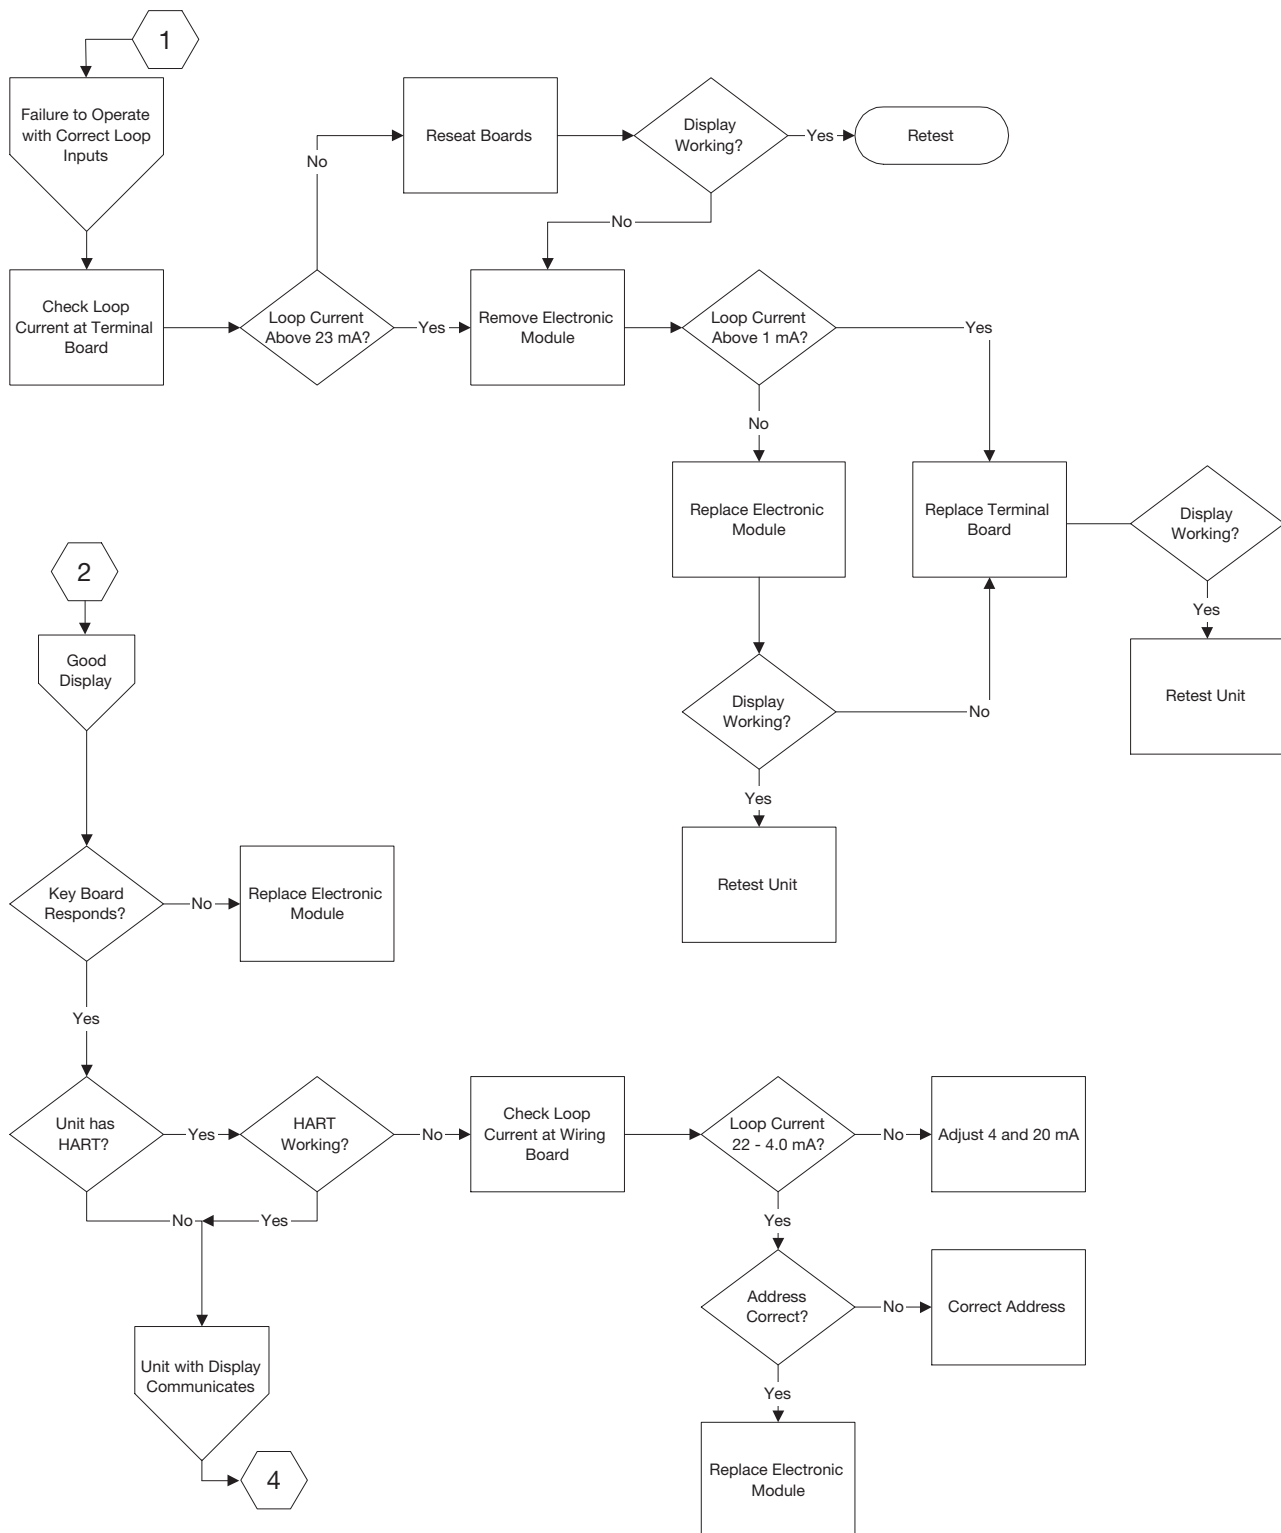 1
Failure to Operate
with Correct Loop
Inputs
Reseat Boards
Display
Working?
Yes
Retest
No
No
Check Loop
Current at Terminal
Board
Loop Current
Above 23 mA?
Yes
Remove Electronic
Module
Loop Current
Above 1 mA?
Yes
No
Replace Electronic
Module
Replace Terminal
Board
Display
Working?
Yes
Retest Unit
Display
Working?
No
Yes
Retest Unit
2
Good
Display
Key Board
Responds?
No
Replace Electronic
Module
Yes
Unit has
HART?
Yes
HART
Working?
No
Check Loop
Current at Wiring
Board
Loop Current
22 - 4.0 mA?
No
Adjust 4 and 20 mA
No
Yes
Yes
Address
Correct?
No
Correct Address
Unit with Display
Communicates
Yes
Replace Electronic
Module
4